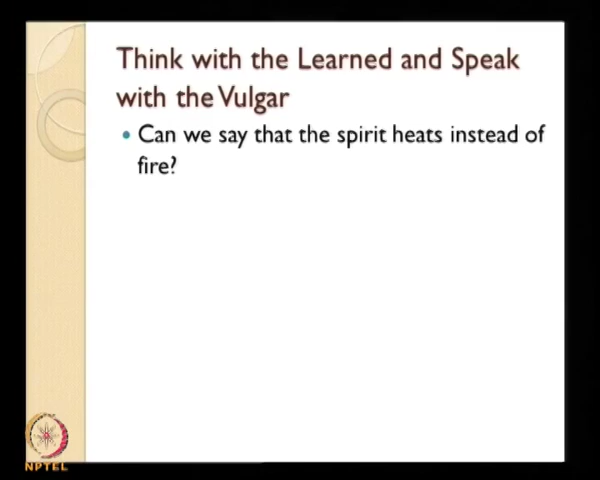 Think with the Learned and Speak
with the Vulgar
• Can we say that the spirit heats instead of
fire?
NPTEL